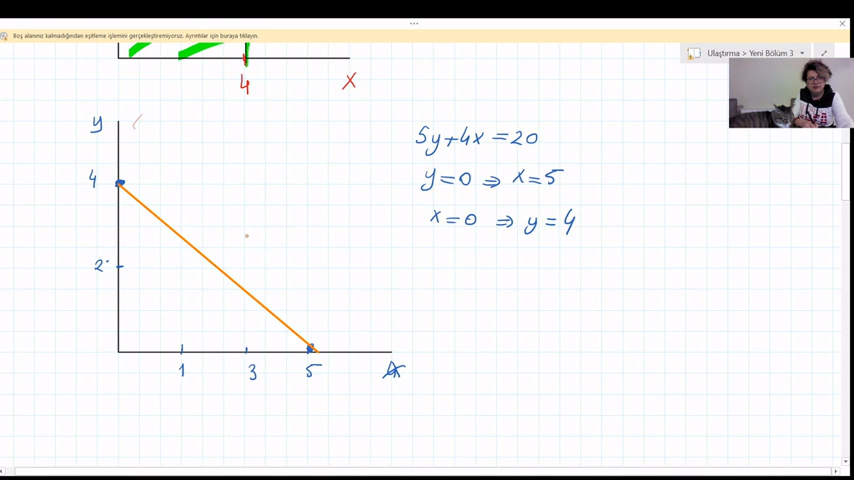 Boş alanınız kalmadığından eşitleme işlemini gerçekleştiremiyoruz. Ayrıntılar için buraya tıklayın.
Ulaştırma > Yeni Bölüm 3
4
X
y
4
2
1
3
5
5y+4x=20
y=0 ⇒ x=5
x=0 ⇒ y=4